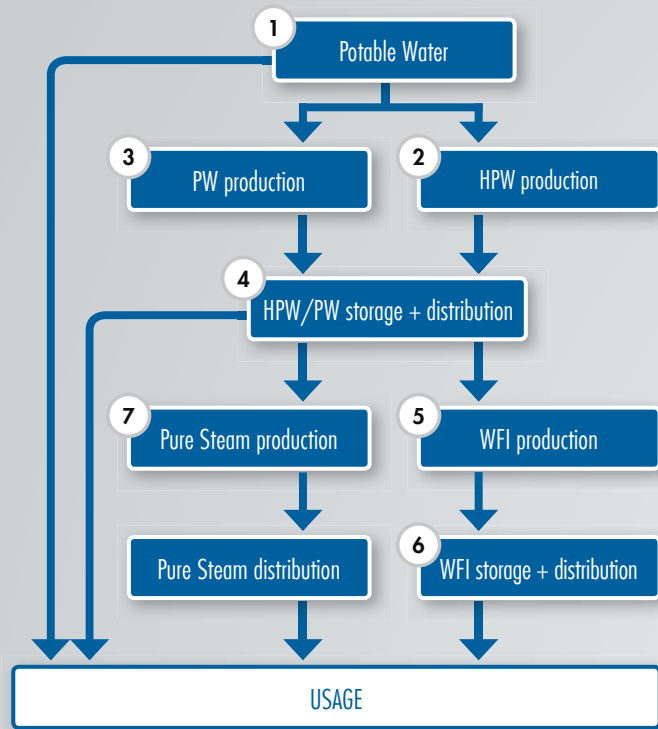 1
Potable Water
3
PW production
2
HPW production
4
HPW/PW storage + distribution
7
Pure Steam production
5
WFI production
Pure Steam distribution
6
WFI storage + distribution
USAGE